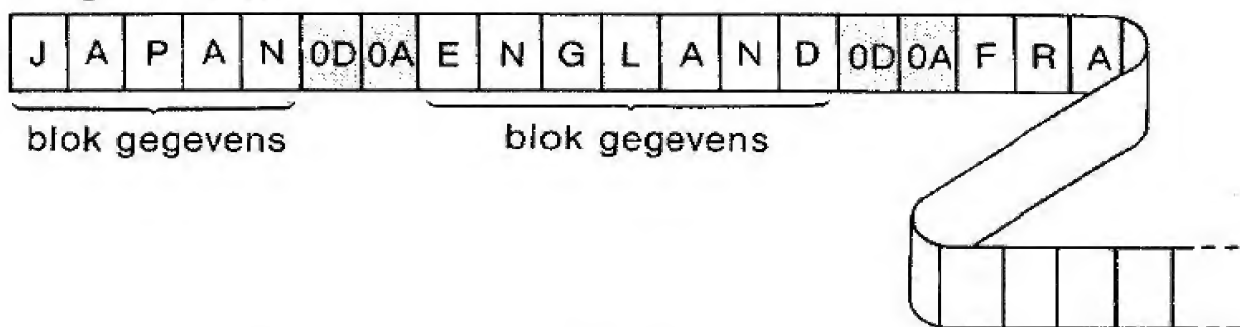 J A P A N 0D 0A E N G L A N D 0D 0A F R A
blok gegevens blok gegevens